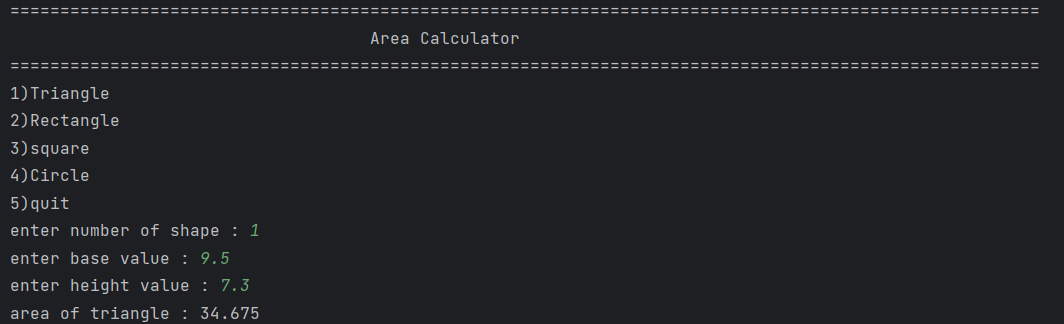 =======================================================================================================
Area Calculator
=======================================================================================================
1)Triangle
2)Rectangle
3)square
4)Circle
5)quit
enter number of shape : 1
enter base value : 9.5
enter height value : 7.3
area of triangle : 34.675